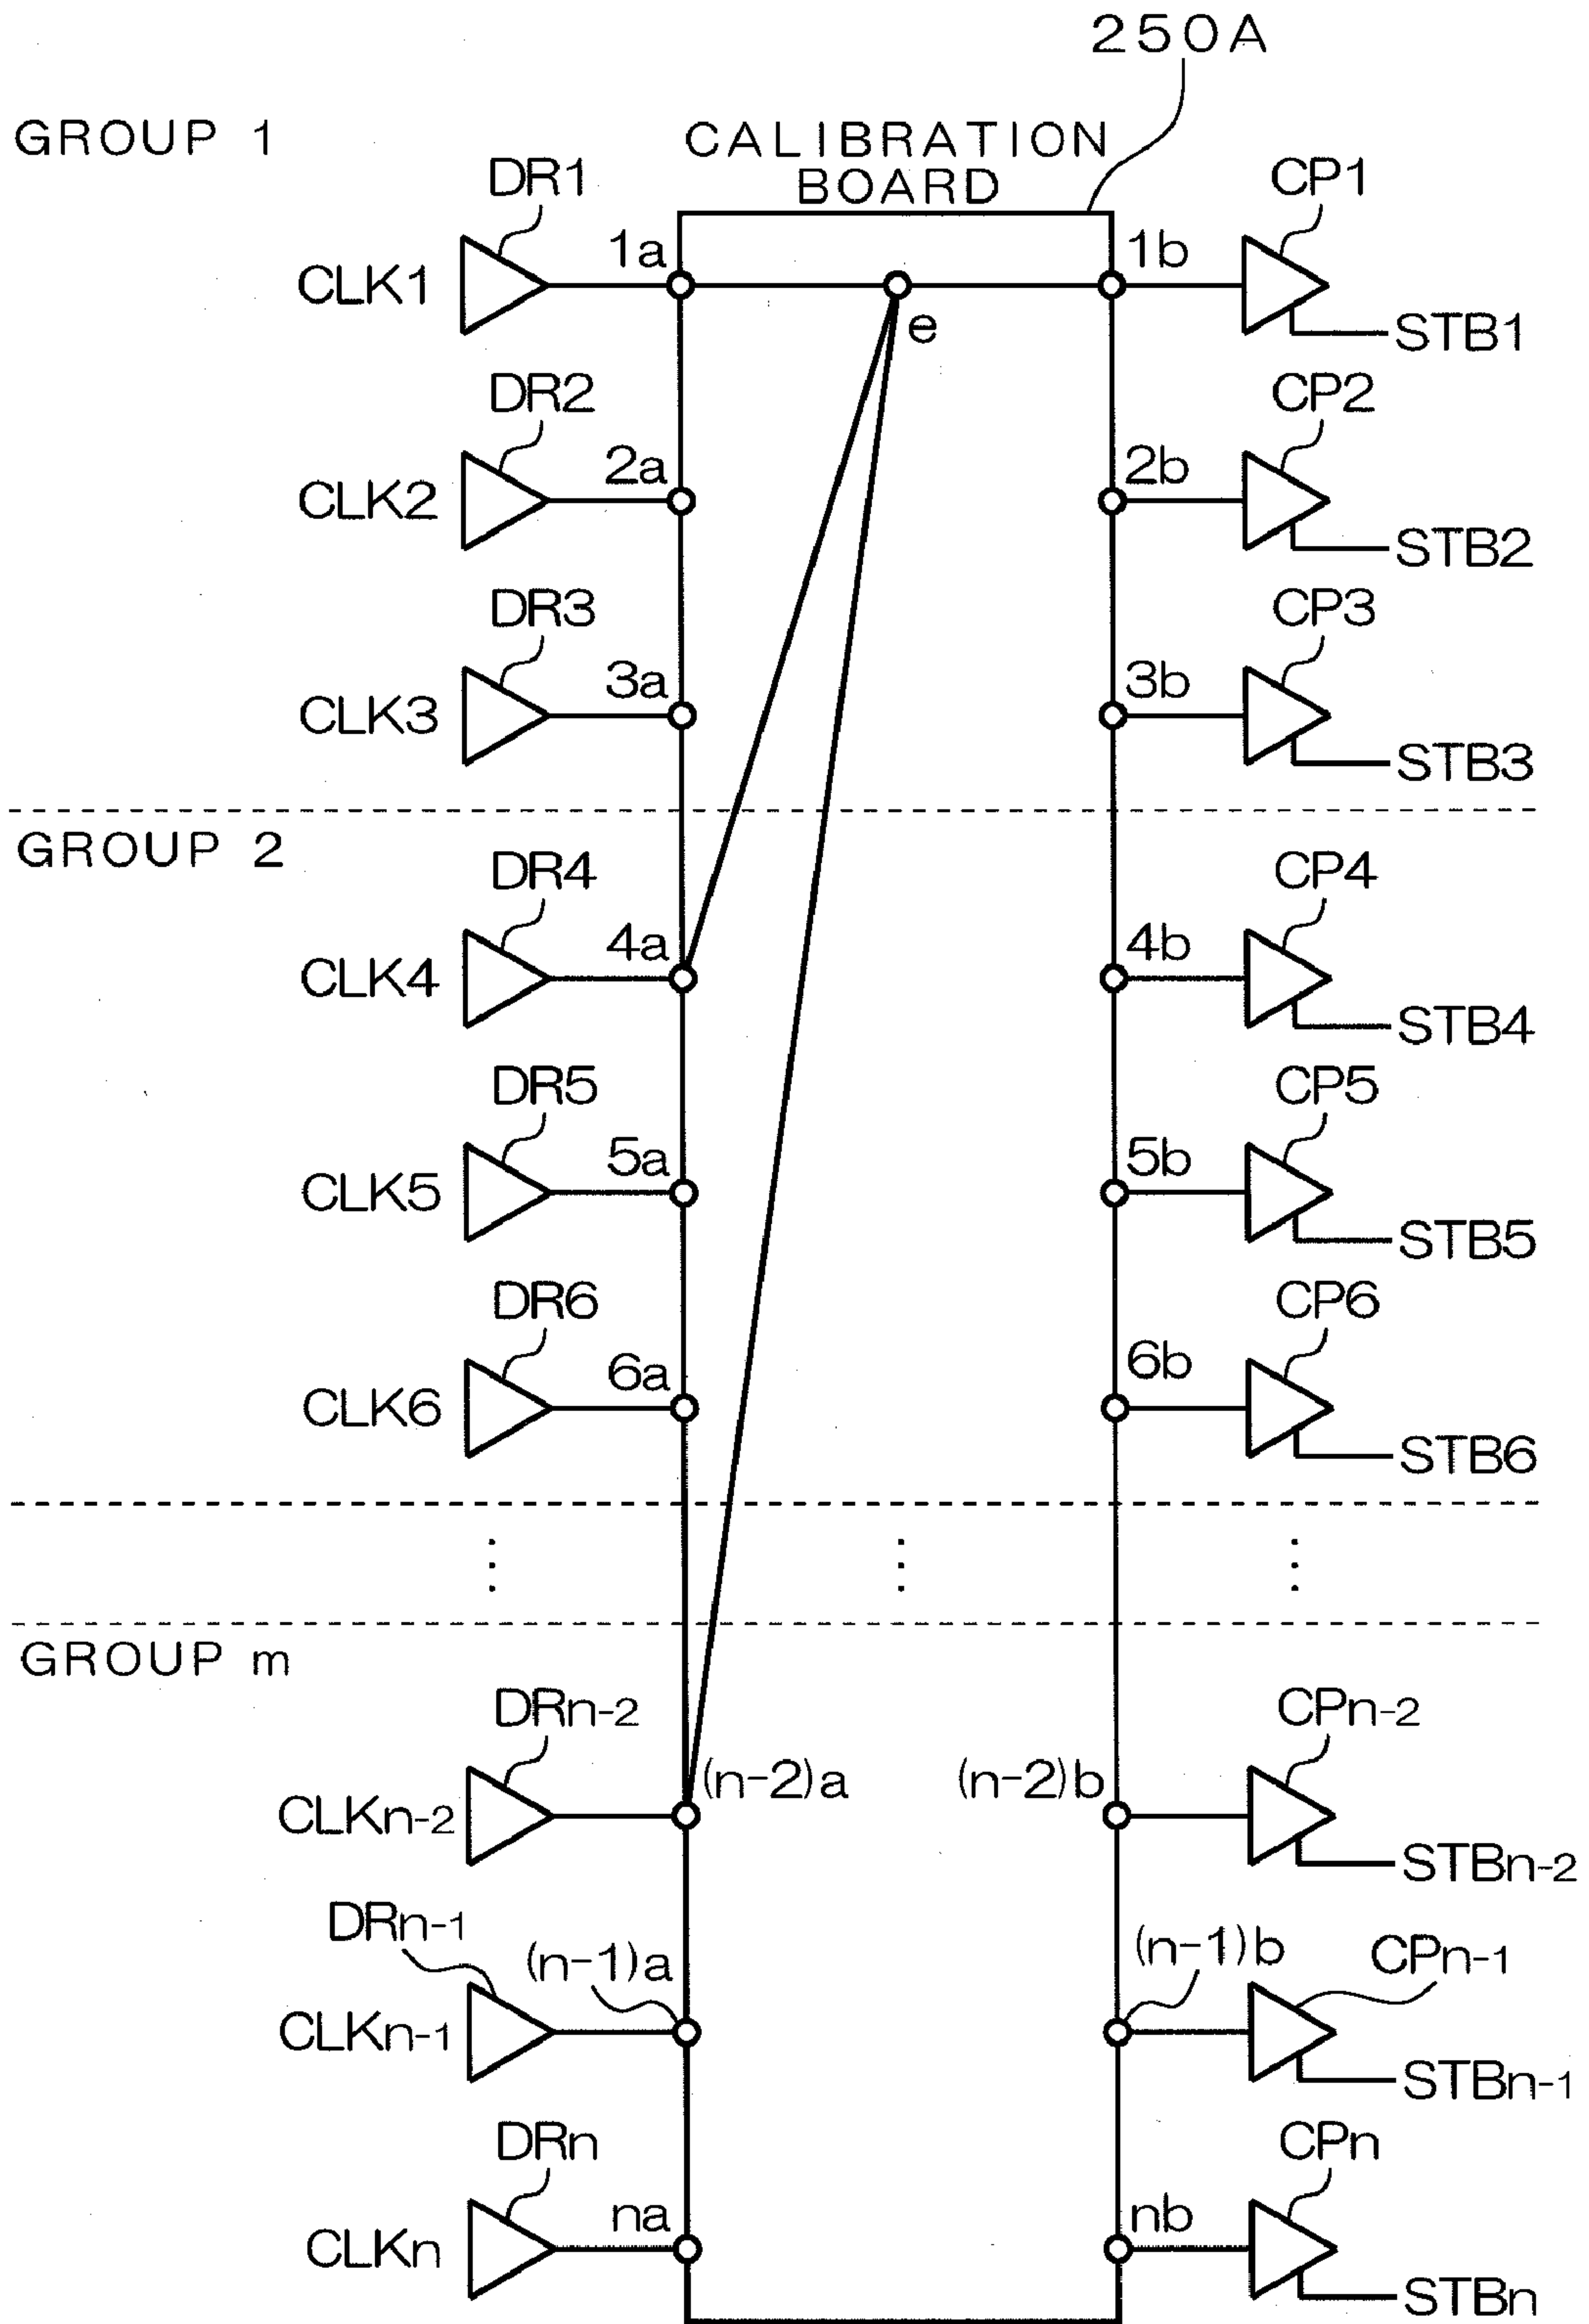 250A
GROUP 1
CALIBRATION
BOARD
DR1
CP1
1a
1b
CLK1
e
STB1
DR2
CP2
2a
2b
CLK2
STB2
DR3
CP3
3a
3b
CLK3
STB3
GROUP 2
DR4
CP4
4a
4b
CLK4
STB4
DR5
CP5
5a
5b
CLK5
STB5
DR6
CP6
6a
6b
CLK6
STB6
GROUP m
DRn-2
CPn-2
(n-2)a
(n-2)b
CLKn-2
STBn-2
DRn-1
(n-1)a
(n-1)b
CPn-1
CLKn-1
STBn-1
DRn
CPn
na
nb
CLKn
STBn